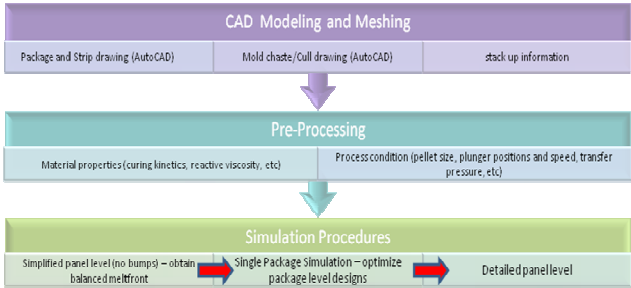 CAD Modeling and Meshing
Package and Strip drawing (AutoCAD)
Mold chaste/Cull drawing (AutoCAD)
stack up information
Pre-Processing
Material properties (curing kinetics, reactive viscosity, etc)
Process condition (pellet size, plunger positions and speed, transfer
pressure, etc)
Simulation Procedures
Simplified panel level (no bumps) – obtain
balanced meltfront
Single Package Simulation – optimize
package level designs
Detailed panel level